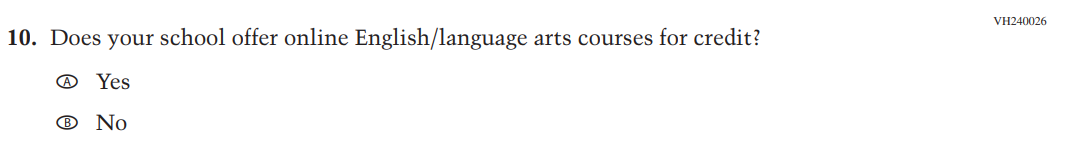 VH240026
10. Does your school offer online English/language arts courses for credit?
A Yes
B No